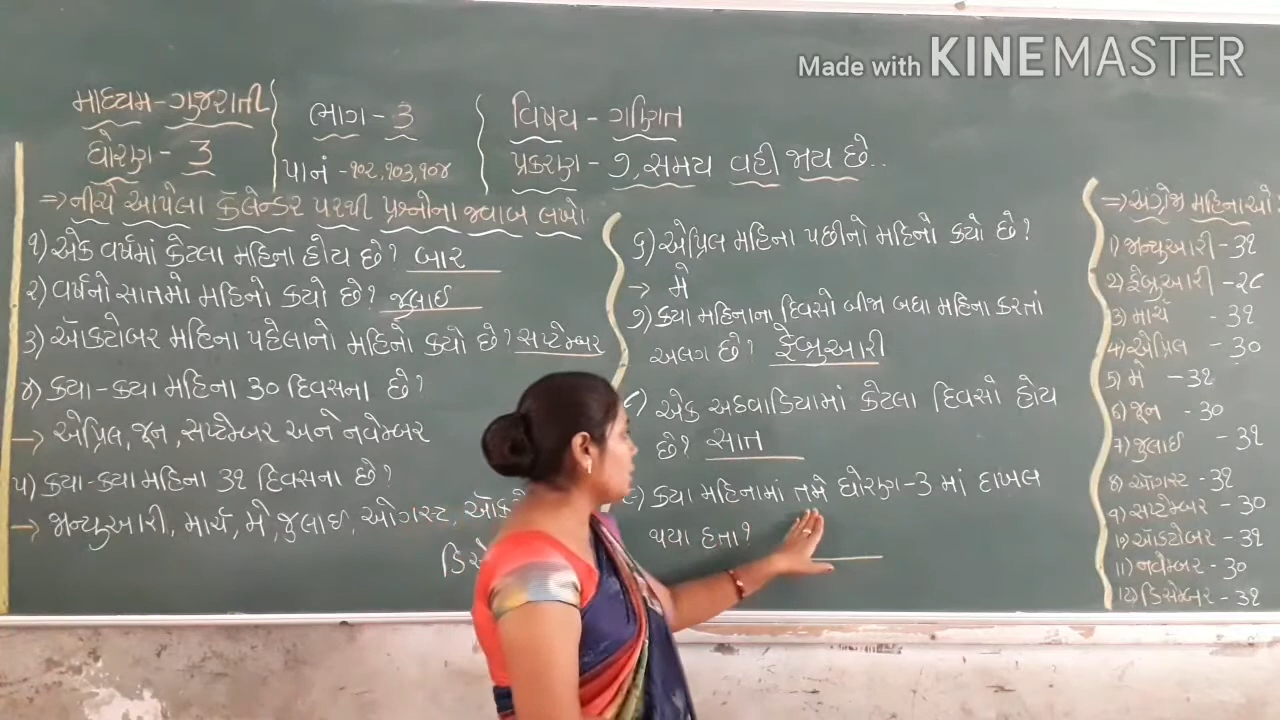 Made with KINEMASTER
માધ્યમ - ગુજરાતી
ધોરણ - 3
ભાગ - 3
પાનં - ૧૦૨,૧૦૩,૧૦૪
વિષય - ગણિત
પ્રકરણ - ૭, સમય વહી જાય છે..
⇒ નીચે આપેલા કૅલેન્ડર પરથી પ્રશ્નોના જવાબ લખો
૧) એક વર્ષમાં કેટલા મહિના હોય છે? બાર
૨) વર્ષનો સાતમો મહિનો કયો છે? જૂલાઈ
૩) ઑકટોબર મહિના પહેલાનો મહિનો કયો છે? સપ્ટેમ્બર
૪) કયા-કયા મહિના ૩૦ દિવસના છે?
→ એપ્રિલ, જૂન, સપ્ટેમ્બર અને નવેમ્બર
૫) કયા-કયા મહિના ૩૧ દિવસના છે?
→ જાન્યુઆરી, માર્ચ, મે, જુલાઈ, ઓગસ્ટ,
૬) એપ્રિલ મહિના પછીનો મહિનો કયો છે?
→ મે
૭) કયા મહિનાના દિવસો બીજા બધા મહિના કરતાં
અલગ છે? ફેબ્રુઆરી
એક અઠવાડિયામાં કેટલા દિવસો હોય
છે? સાત
કયા મહિનામાં તમે ધોરણ-3 માં દાખલ
થયા હતા?
⇒ અંગ્રેજી મહિનાઓ
૧) જાન્યુઆરી - ૩૧
૨) ફેબ્રુઆરી - ૨૮
૩) માર્ચ - ૩૧
૪) એપ્રિલ - ૩૦
૫) મે - ૩૧
૬) જૂન - ૩૦
૭) જુલાઈ - ૩૧
૮) ઑગસ્ટ - ૩૧
૯) સપ્ટેમ્બર - ૩૦
૧૦) ઑકટોબર - ૩૧
૧૧) નવેમ્બર - ૩૦
૧૨) ડિસેમ્બર - ૩૧